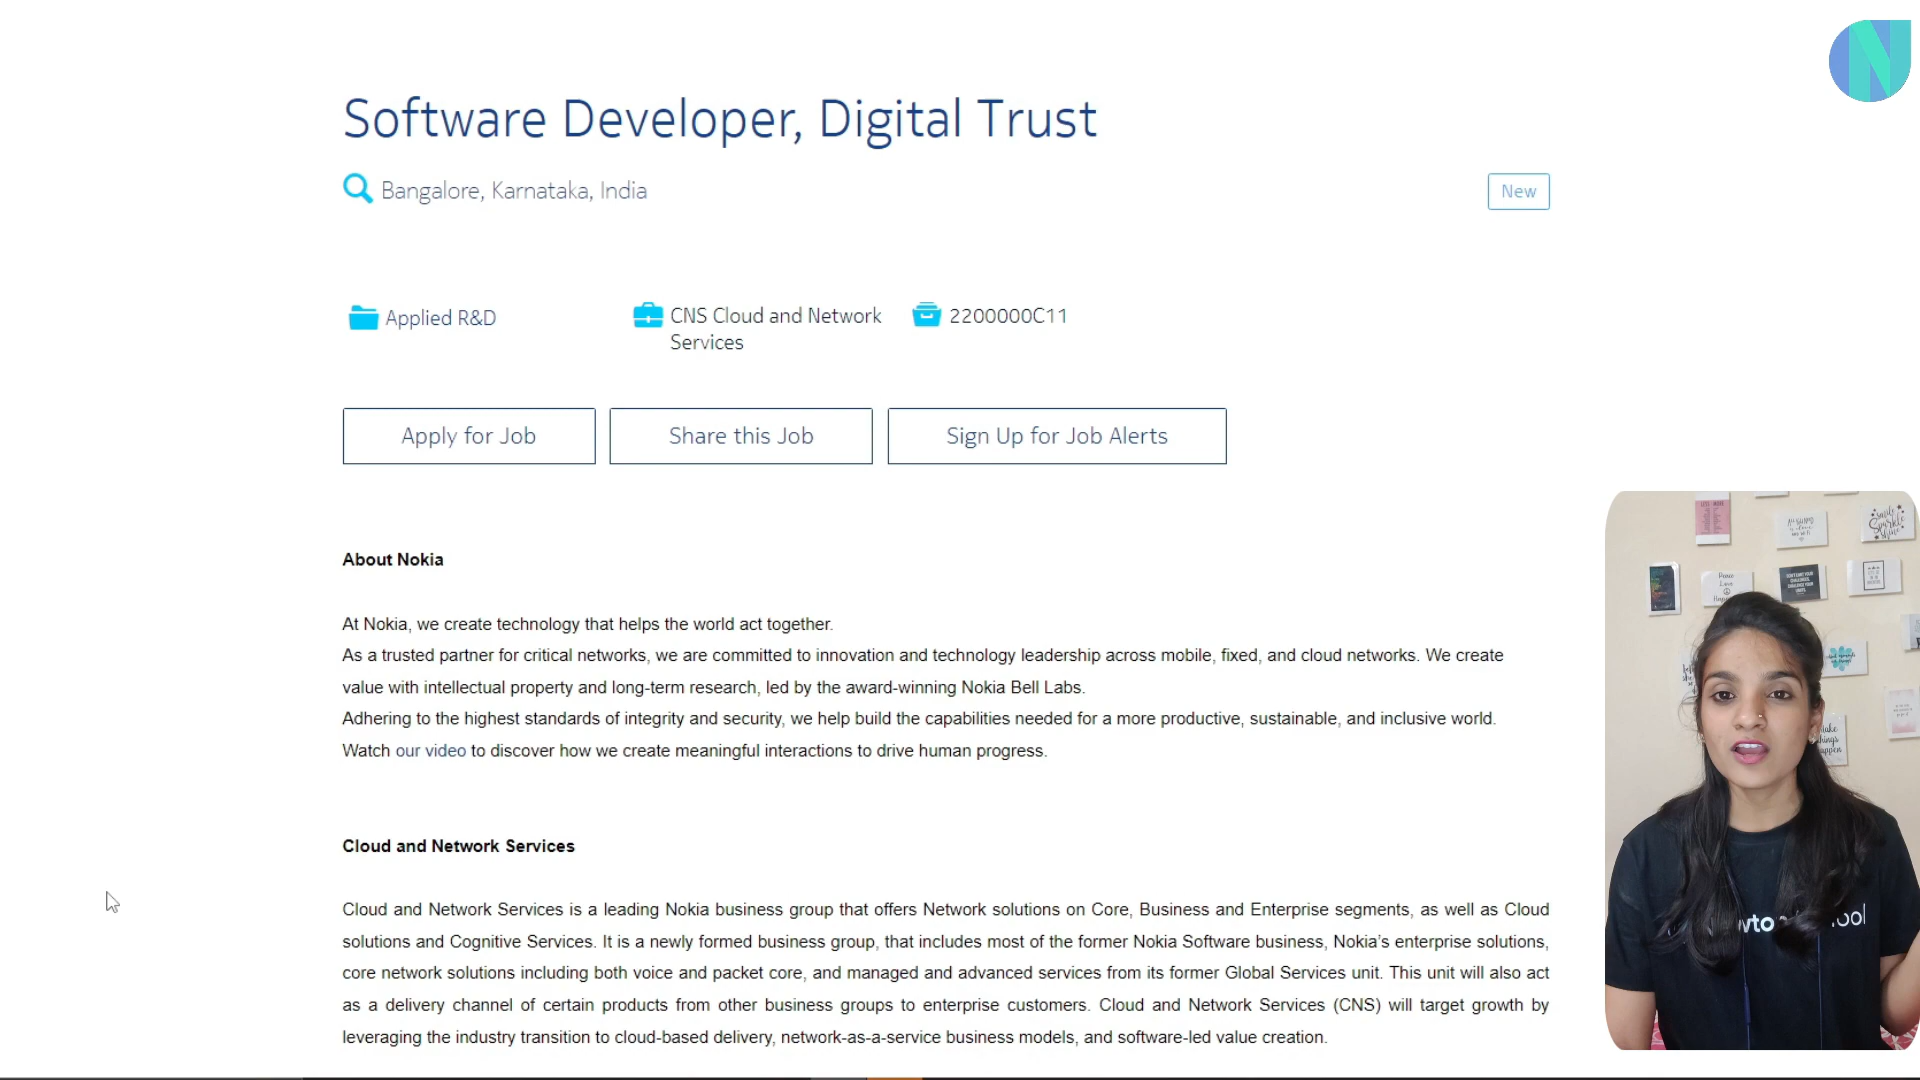 Software Developer, Digital Trust
Bangalore, Karnataka, India
New
Applied R&D
CNS Cloud and Network
Services
2200000C11
Apply for Job
Share this Job
Sign Up for Job Alerts
About Nokia
At Nokia, we create technology that helps the world act together.
As a trusted partner for critical networks, we are committed to innovation and technology leadership across mobile, fixed, and cloud networks. We create
value with intellectual property and long-term research, led by the award-winning Nokia Bell Labs.
Adhering to the highest standards of integrity and security, we help build the capabilities needed for a more productive, sustainable, and inclusive world.
Watch our video to discover how we create meaningful interactions to drive human progress.
Cloud and Network Services
Cloud and Network Services is a leading Nokia business group that offers Network solutions on Core, Business and Enterprise segments, as well as Cloud
solutions and Cognitive Services. It is a newly formed business group, that includes most of the former Nokia Software business, Nokia’s enterprise solutions,
core network solutions including both voice and packet core, and managed and advanced services from its former Global Services unit. This unit will also act
as a delivery channel of certain products from other business groups to enterprise customers. Cloud and Network Services (CNS) will target growth by
leveraging the industry transition to cloud-based delivery, network-as-a-service business models, and software-led value creation.